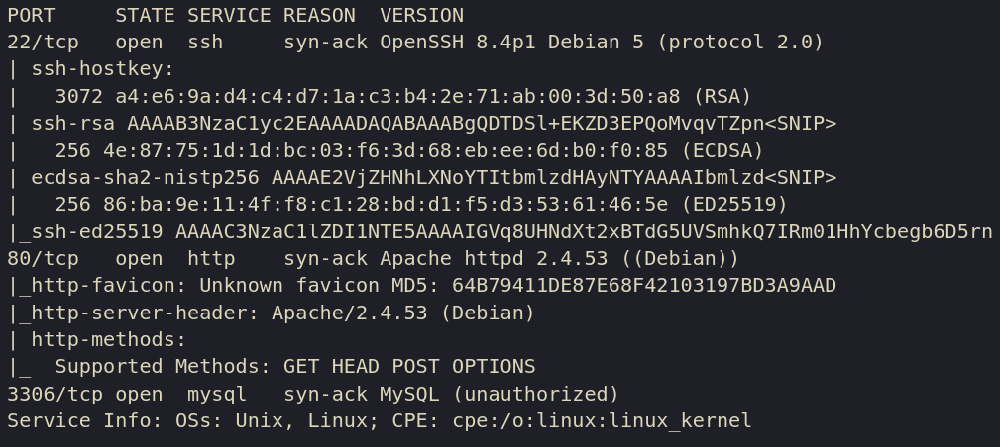 PORT     STATE SERVICE REASON  VERSION
22/tcp   open  ssh     syn-ack OpenSSH 8.4p1 Debian 5 (protocol 2.0)
| ssh-hostkey:
|   3072 a4:e6:9a:d4:c4:d7:1a:c3:b4:2e:71:ab:00:3d:50:a8 (RSA)
| ssh-rsa AAAAB3NzaC1yc2EAAAADAQABAAABgQDTDSl+EKZD3EPQoMvqvTZpn<SNIP>
|   256 4e:87:75:1d:1d:bc:03:f6:3d:68:eb:ee:6d:b0:f0:85 (ECDSA)
| ecdsa-sha2-nistp256 AAAAE2VjZHNhLXNoYTItbmlzdHAyNTYAAAAIbmlzd<SNIP>
|   256 86:ba:9e:11:4f:f8:c1:28:bd:d1:f5:d3:53:61:46:5e (ED25519)
|_ssh-ed25519 AAAAC3NzaC1lZDI1NTE5AAAAIGVq8UHNdXt2xBTdG5UVSmhkQ7IRm01HhYcbegb6D5rn
80/tcp   open  http    syn-ack Apache httpd 2.4.53 ((Debian))
|_http-favicon: Unknown favicon MD5: 64B79411DE87E68F42103197BD3A9AAD
|_http-server-header: Apache/2.4.53 (Debian)
| http-methods:
|_  Supported Methods: GET HEAD POST OPTIONS
3306/tcp open  mysql   syn-ack MySQL (unauthorized)
Service Info: OSs: Unix, Linux; CPE: cpe:/o:linux:linux_kernel